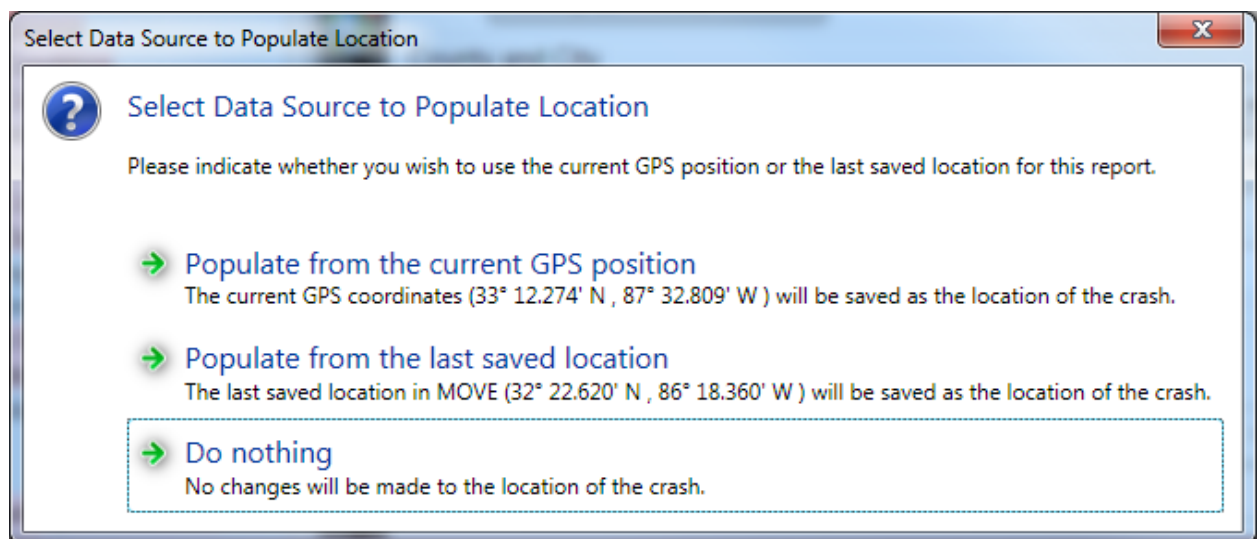 Select Data Source to Populate Location
Select Data Source to Populate Location
Please indicate whether you wish to use the current GPS position or the last saved location for this report.
Populate from the current GPS position
The current GPS coordinates (33° 12.274' N , 87° 32.809' W ) will be saved as the location of the crash.
Populate from the last saved location
The last saved location in MOVE (32° 22.620' N , 86° 18.360' W ) will be saved as the location of the crash.
Do nothing
No changes will be made to the location of the crash.